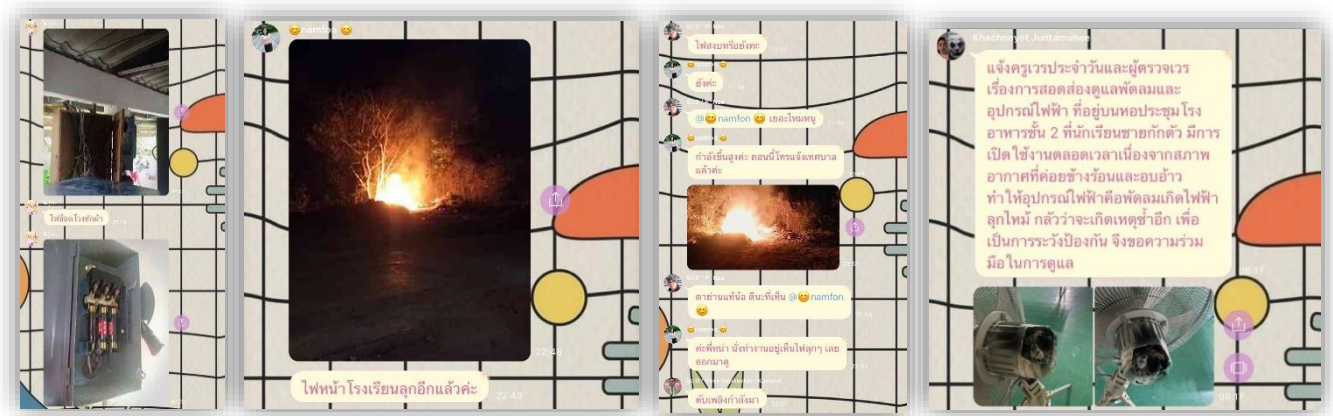 ไฟช็อตโรงซักผ้า
namfon
22:48
ไฟหน้าโรงเรียนลุกอีกแล้วค่ะ
22:48
ไฟสงบหรือยังคะ
ยังค่ะ
@ namfon เยอะไหมหนู
กำลังขึ้นสูงค่ะ ตอนนี้โทรแจ้งเทศบาล
แล้วค่ะ
ตาย่านแท้น้อ ดีนะที่เห็น @ namfon
ค่ะพี่หน่า นั่งทำงานอยู่เห็นไฟลุกๆ เลย
ออกมาดู
ดับเพลิงกำลังมา
Khachonyot Juntamanee
แจ้งครูเวรประจำวันและผู้ตรวจเวร
เรื่องการสอดส่องดูแลพัดลมและ
อุปกรณ์ไฟฟ้า ที่อยู่บนหอประชุม โรง
อาหารชั้น 2 ที่นักเรียนชายกักตัว มีการ
เปิดใช้งานตลอดเวลาเนื่องจากสภาพ
อากาศที่ค่อยข้างร้อนและอบอ้าว
ทำให้อุปกรณ์ไฟฟ้าคือพัดลมเกิดไฟฟ้า
ลุกไหม้ กลัวว่าจะเกิดเหตุซ้ำอีก เพื่อ
เป็นการระวังป้องกัน จึงขอความร่วม
มือในการดูแล
06:17
06:17